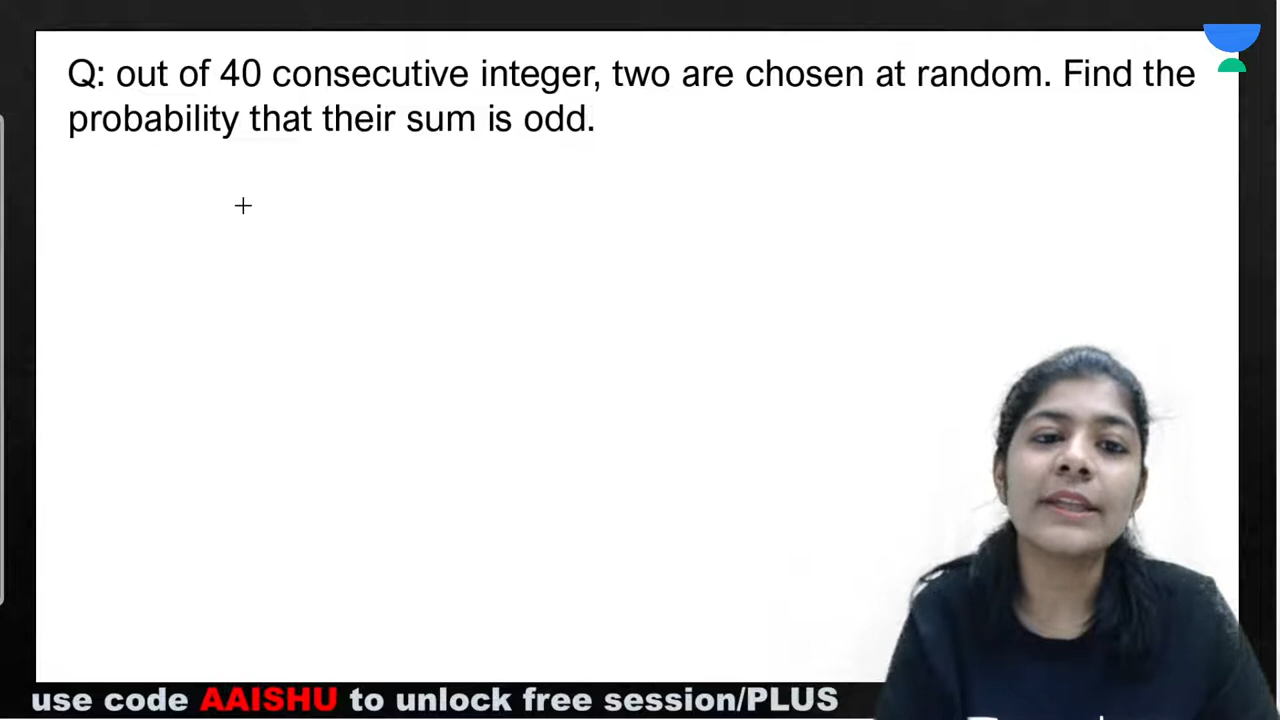 Q: out of 40 consecutive integer, two are chosen at random. Find the
probability that their sum is odd.
use code AAISHU to unlock free session/PLUS